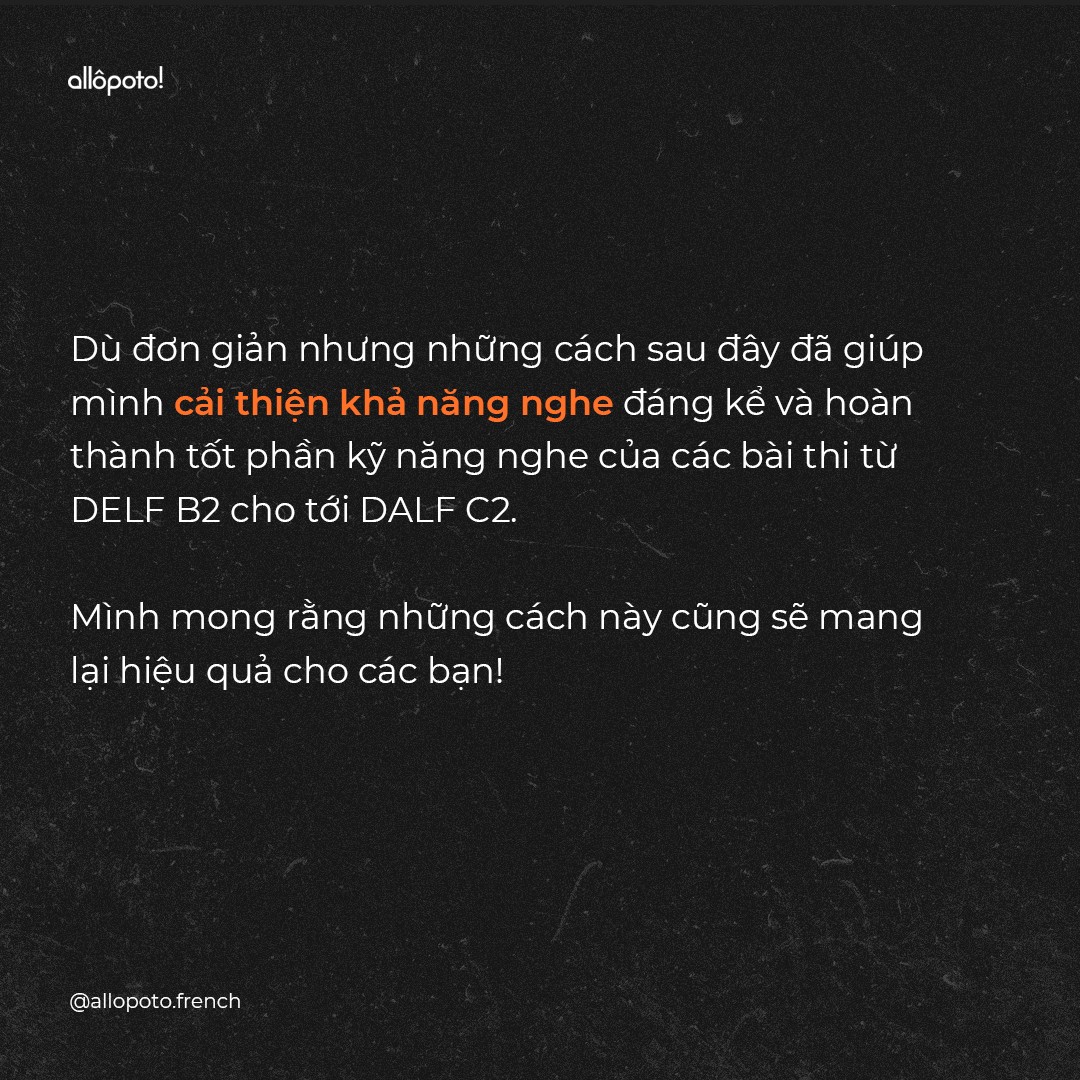 allôpoto!
Dù đơn giản nhưng những cách sau đây đã giúp
mình cải thiện khả năng nghe đáng kể và hoàn
thành tốt phần kỹ năng nghe của các bài thi từ
DELF B2 cho tới DALF C2.
Mình mong rằng những cách này cũng sẽ mang
lại hiệu quả cho các bạn!
@allopoto.french